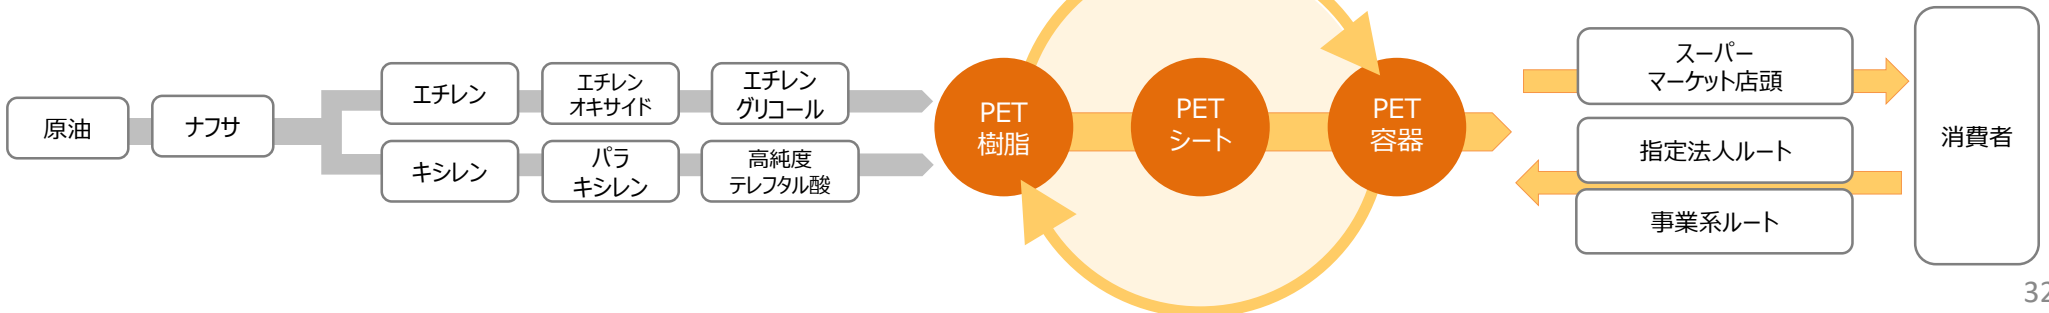 原油
ナフサ
エチレン
エチレン
オキサイド
エチレン
グリコール
キシレン
パラ
キシレン
高純度
テレフタル酸
PET
樹脂
PET
シート
PET
容器
スーパー
マーケット店頭
指定法人ルート
事業系ルート
消費者
32